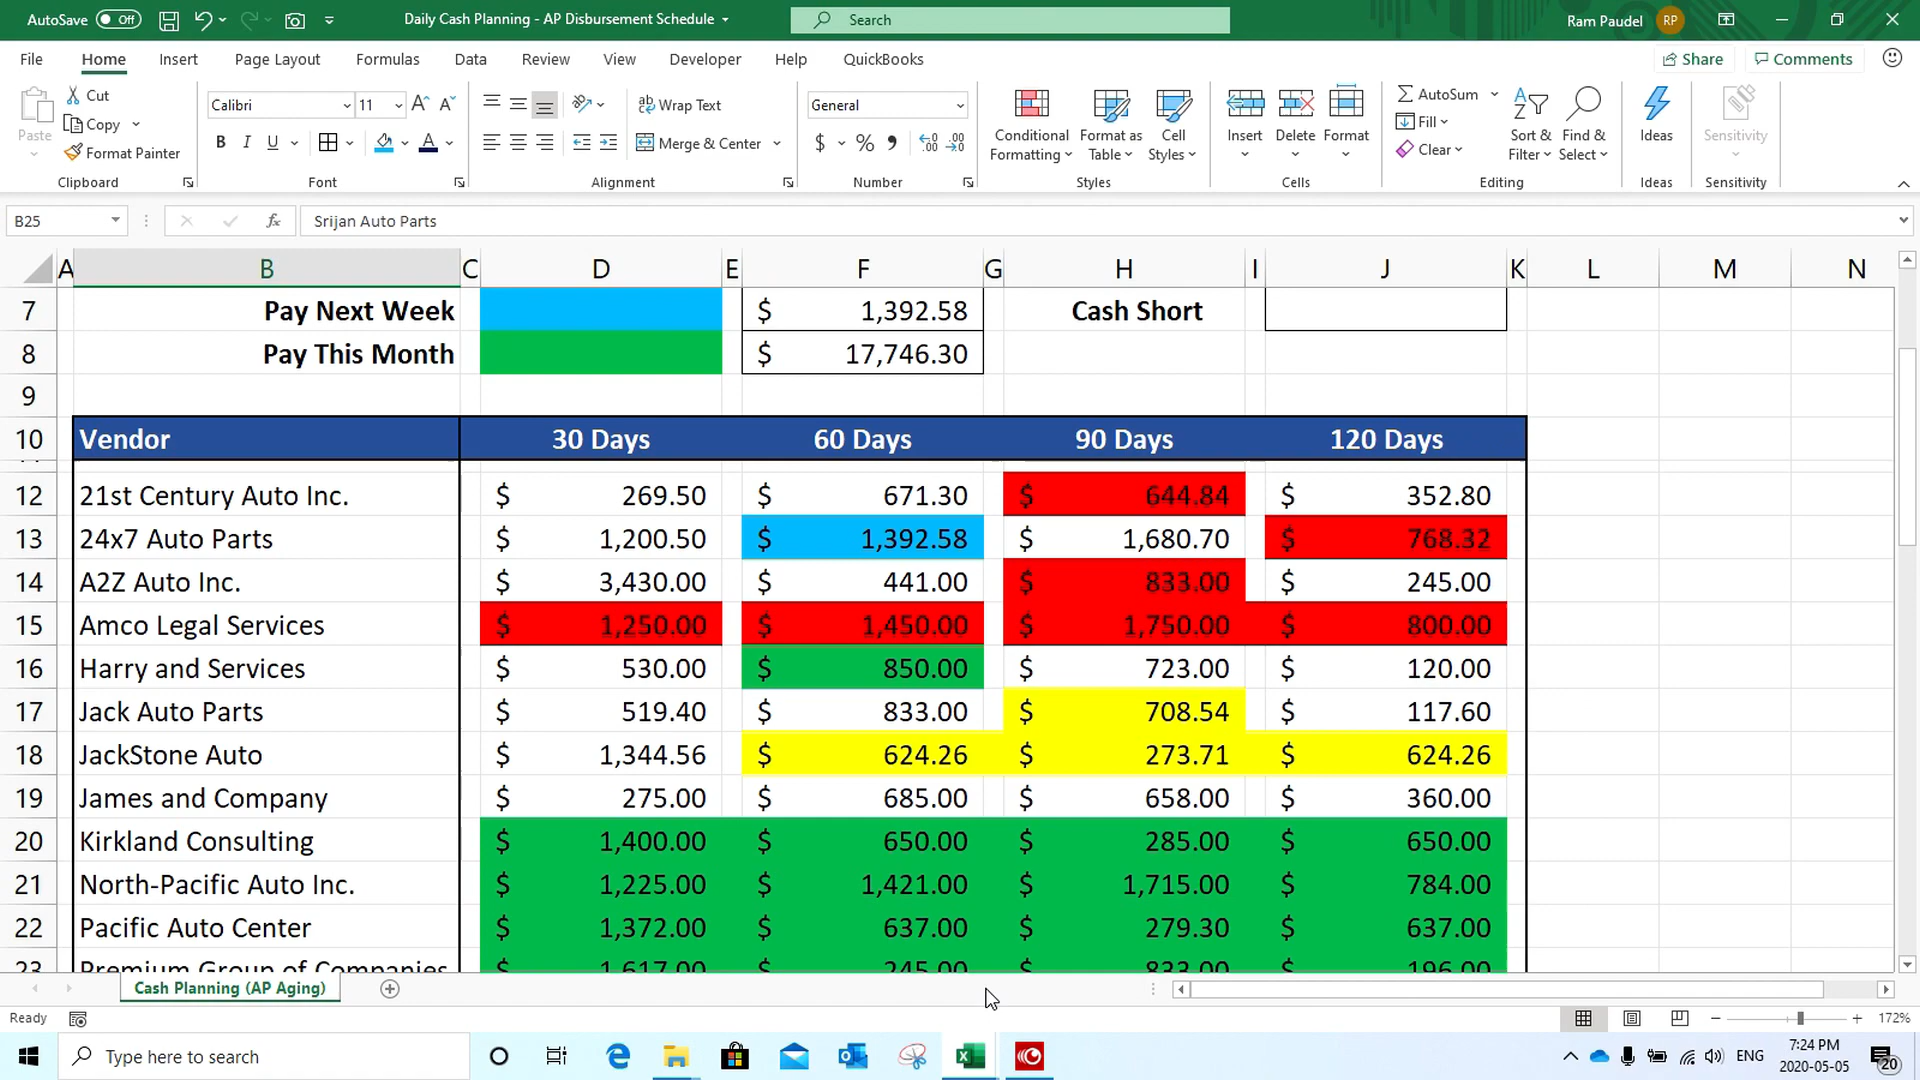 AutoSave Off Daily Cash Planning - AP Disbursement Schedule Search Ram Paudel RP
File Home Insert Page Layout Formulas Data Review View Developer Help QuickBooks Share Comments
Paste Cut Copy Format Painter Clipboard
Calibri 11 B I U A Font
Wrap Text Merge & Center Alignment
General $ % Number
Conditional Formatting Format as Table Cell Styles Styles
Insert Delete Format Cells
AutoSum Fill Clear Sort & Filter Find & Select Editing
Ideas Ideas
Sensitivity Sensitivity
B25 fx Srijan Auto Parts
A B C D E F G H I J K L M N
7 Pay Next Week $ 1,392.58 Cash Short
8 Pay This Month $ 17,746.30
9
10 Vendor 30 Days 60 Days 90 Days 120 Days
12 21st Century Auto Inc. $ 269.50 $ 671.30 $ 644.84 $ 352.80
13 24x7 Auto Parts $ 1,200.50 $ 1,392.58 $ 1,680.70 $ 768.32
14 A2Z Auto Inc. $ 3,430.00 $ 441.00 $ 833.00 $ 245.00
15 Amco Legal Services $ 1,250.00 $ 1,450.00 $ 1,750.00 $ 800.00
16 Harry and Services $ 530.00 $ 850.00 $ 723.00 $ 120.00
17 Jack Auto Parts $ 519.40 $ 833.00 $ 708.54 $ 117.60
18 JackStone Auto $ 1,344.56 $ 624.26 $ 273.71 $ 624.26
19 James and Company $ 275.00 $ 685.00 $ 658.00 $ 360.00
20 Kirkland Consulting $ 1,400.00 $ 650.00 $ 285.00 $ 650.00
21 North-Pacific Auto Inc. $ 1,225.00 $ 1,421.00 $ 1,715.00 $ 784.00
22 Pacific Auto Center $ 1,372.00 $ 637.00 $ 279.30 $ 637.00
23 Premium Group of Companies $ 1,617.00 $ 245.00 $ 833.00 $ 196.00
Cash Planning (AP Aging)
Ready 172%
Type here to search ENG 7:24 PM 2020-05-05 20